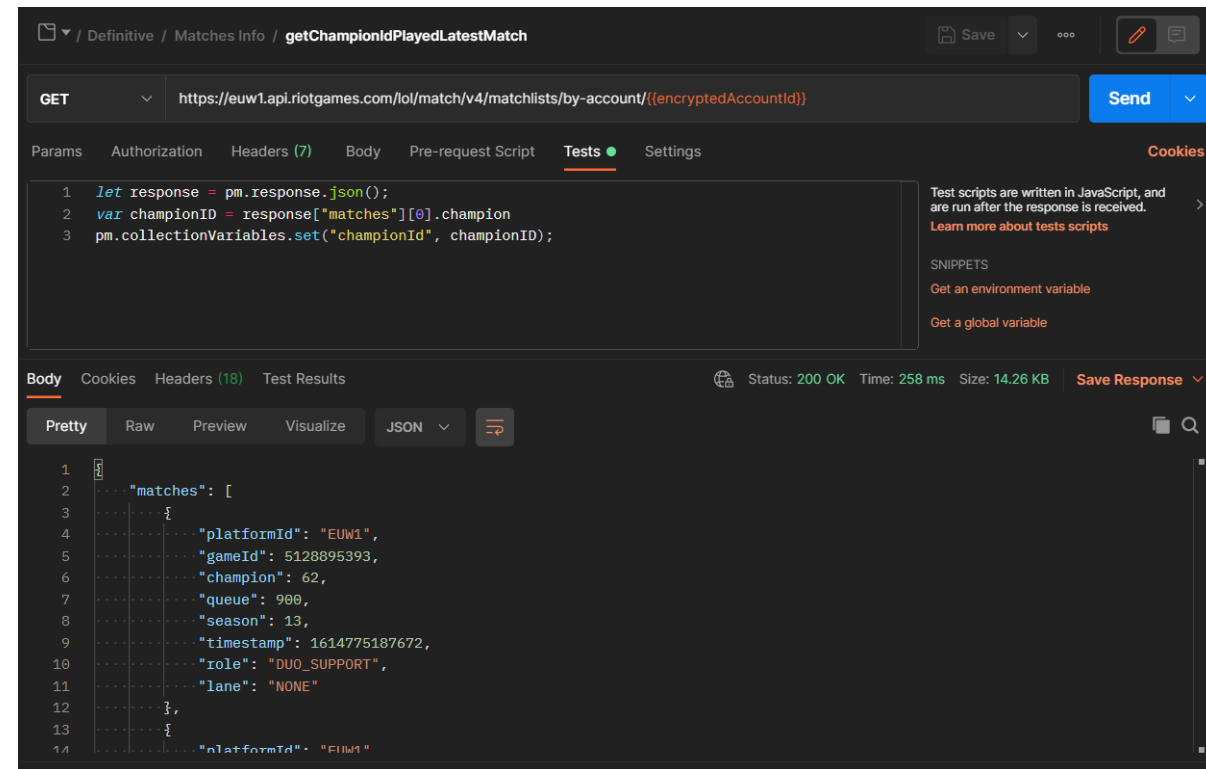 / Definitive / Matches Info / getChampionIdPlayedLatestMatch
Save
GET
https://euw1.api.riotgames.com/lol/match/v4/matchlists/by-account/{{encryptedAccountId}}
Send
Params Authorization Headers (7) Body Pre-request Script Tests Settings Cookies
1 let response = pm.response.json();
2 var championID = response["matches"][0].champion
3 pm.collectionVariables.set("championId", championID);
Test scripts are written in JavaScript, and
are run after the response is received.
Learn more about tests scripts
SNIPPETS
Get an environment variable
Get a global variable
Body Cookies Headers (18) Test Results Status: 200 OK Time: 258 ms Size: 14.26 KB Save Response
Pretty Raw Preview Visualize JSON
1 {
2 "matches": [
3 {
4 "platformId": "EUW1",
5 "gameId": 5128895393,
6 "champion": 62,
7 "queue": 900,
8 "season": 13,
9 "timestamp": 1614775187672,
10 "role": "DUO_SUPPORT",
11 "lane": "NONE"
12 },
13 {
14 "platformId": "EUW1"